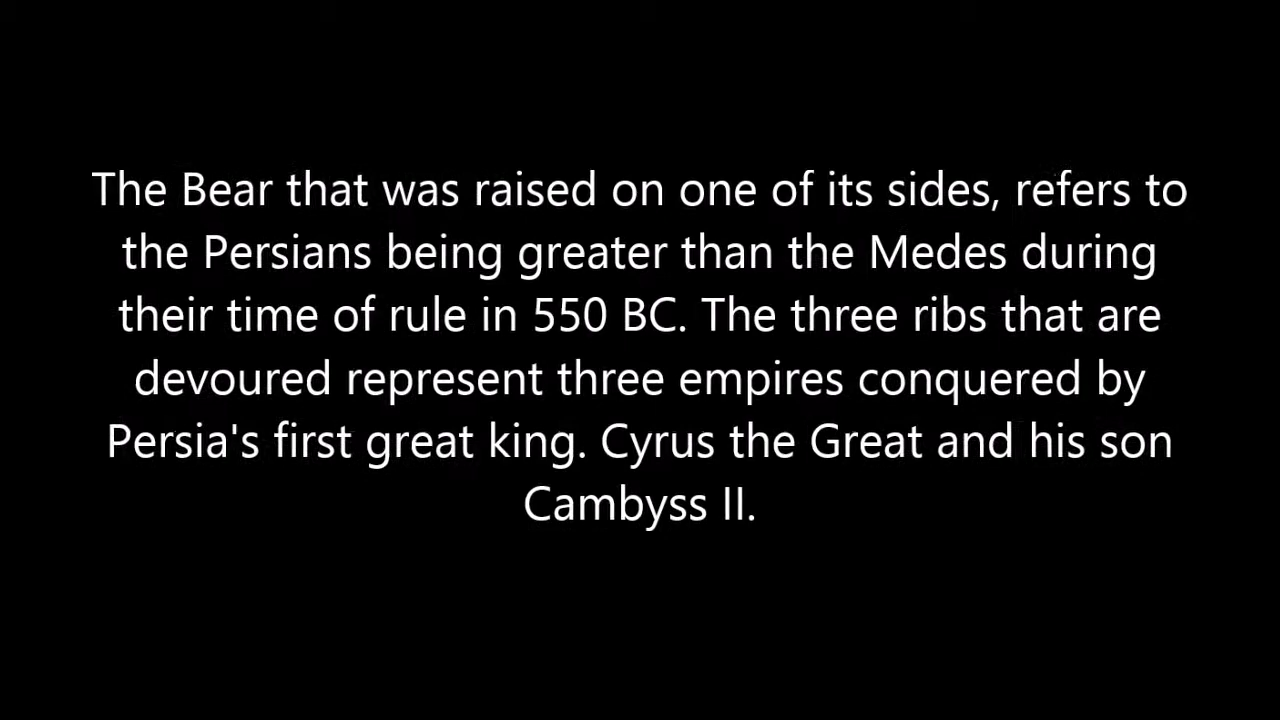 The Bear that was raised on one of its sides, refers to
the Persians being greater than the Medes during
their time of rule in 550 BC. The three ribs that are
devoured represent three empires conquered by
Persia's first great king. Cyrus the Great and his son
Cambyss II.